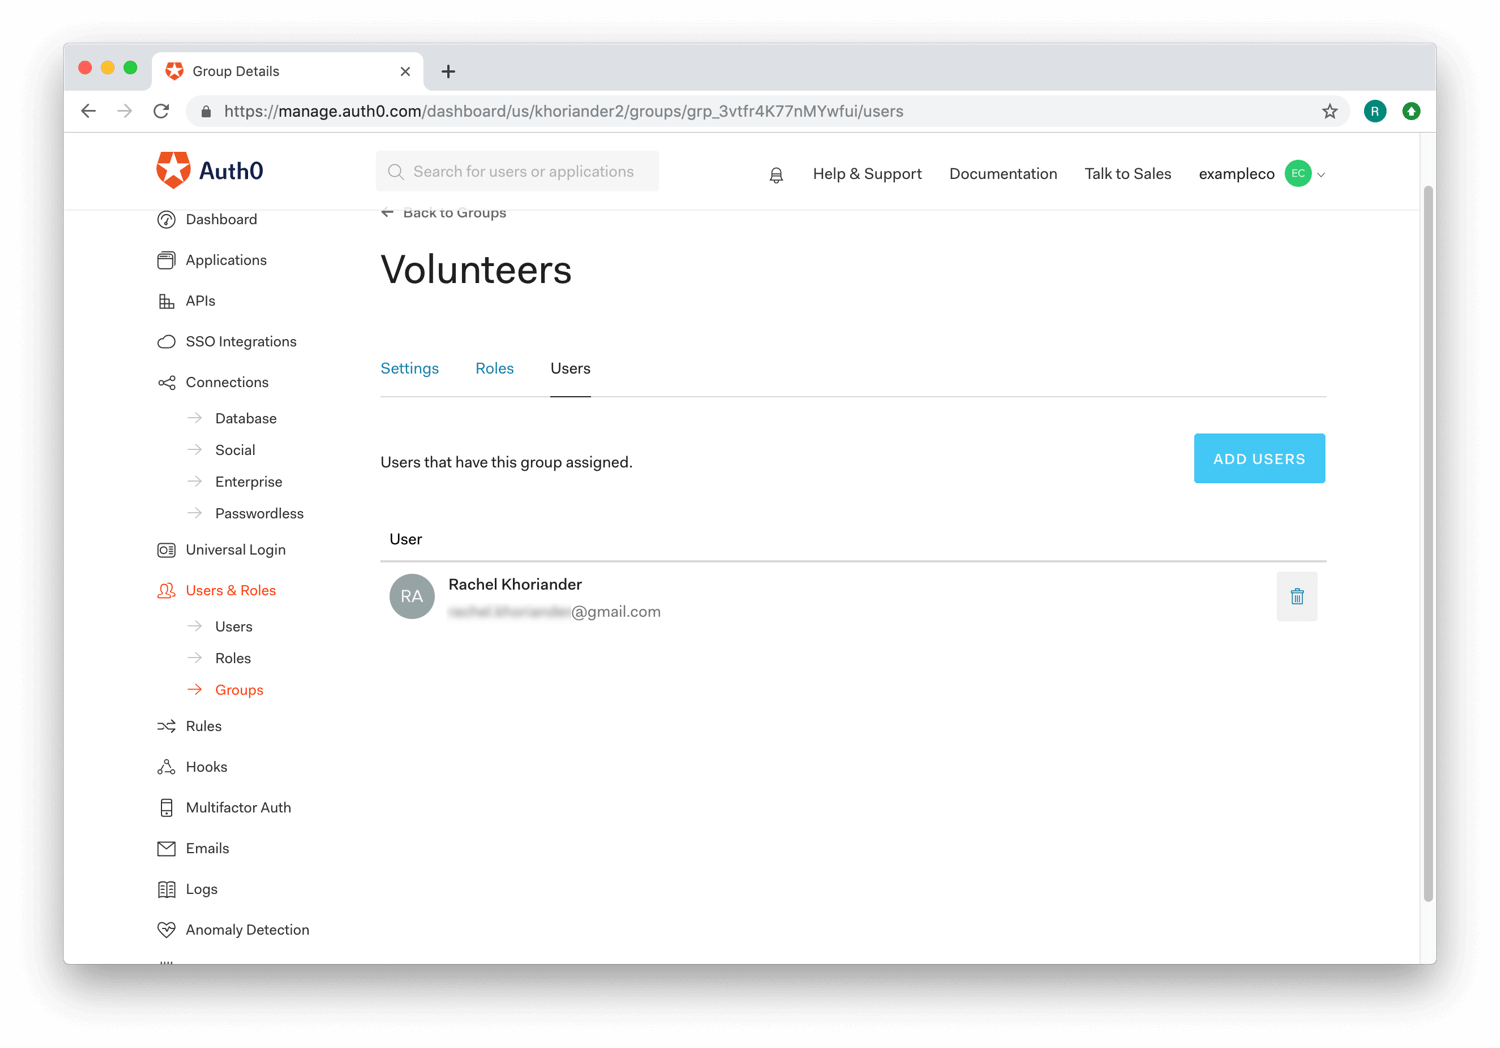 Group Details
https://manage.auth0.com/dashboard/us/khoriander2/groups/grp_3vtfr4K77nMYwfui/users
R
Auth0
Search for users or applications
Help & Support
Documentation
Talk to Sales
exampleco
EC
Dashboard
Applications
APIs
SSO Integrations
Connections
Database
Social
Enterprise
Passwordless
Universal Login
Users & Roles
Users
Roles
Groups
Rules
Hooks
Multifactor Auth
Emails
Logs
Anomaly Detection
Back to Groups
Volunteers
Settings
Roles
Users
Users that have this group assigned.
ADD USERS
User
RA
Rachel Khoriander
@gmail.com